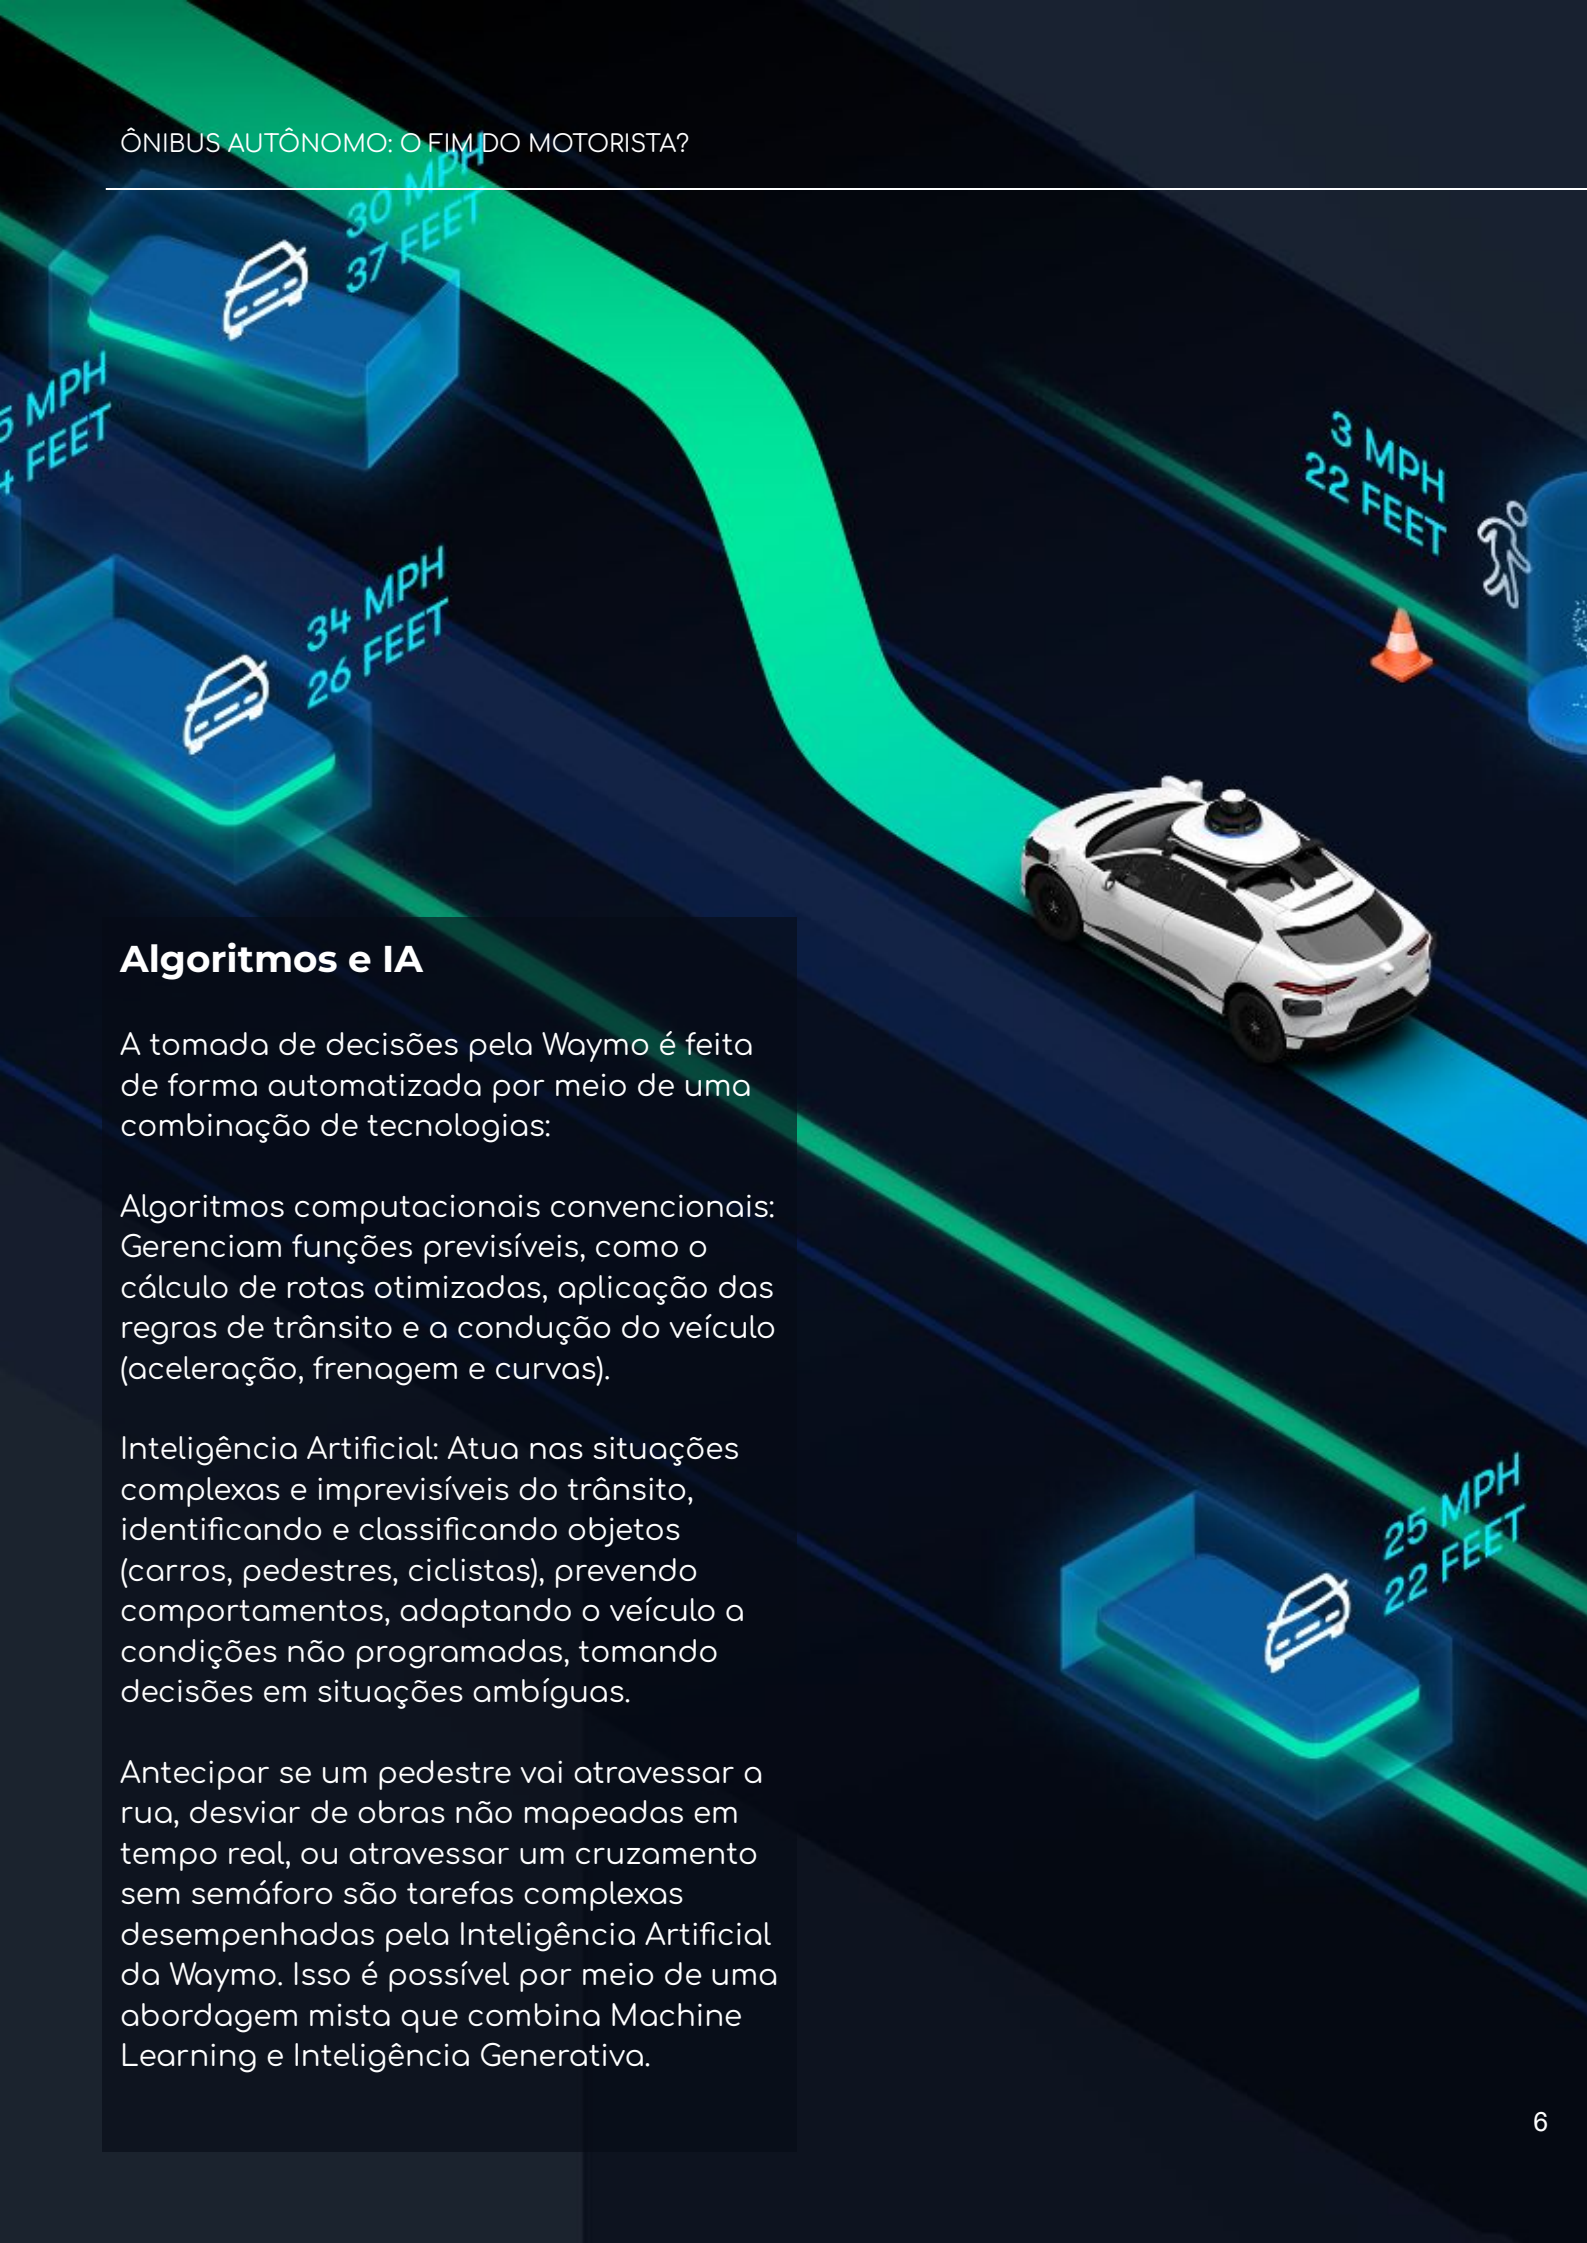 ÔNIBUS AUTÔNOMO: O FIM DO MOTORISTA?
30 MPH
37 FEET
MPH
FEET
3 MPH
22 FEET
34 MPH
26 FEET
Algoritmos e IA
A tomada de decisões pela Waymo é feita
de forma automatizada por meio de uma
combinação de tecnologias:
Algoritmos computacionais convencionais:
Gerenciam funções previsíveis, como o
cálculo de rotas otimizadas, aplicação das
regras de trânsito e a condução do veículo
(aceleração, frenagem e curvas).
Inteligência Artificial: Atua nas situações
complexas e imprevisíveis do trânsito,
identificando e classificando objetos
(carros, pedestres, ciclistas), prevendo
comportamentos, adaptando o veículo a
condições não programadas, tomando
decisões em situações ambíguas.
Antecipar se um pedestre vai atravessar a
rua, desviar de obras não mapeadas em
tempo real, ou atravessar um cruzamento
sem semáforo são tarefas complexas
desempenhadas pela Inteligência Artificial
da Waymo. Isso é possível por meio de uma
abordagem mista que combina Machine
Learning e Inteligência Generativa.
25 MPH
22 FEET
6